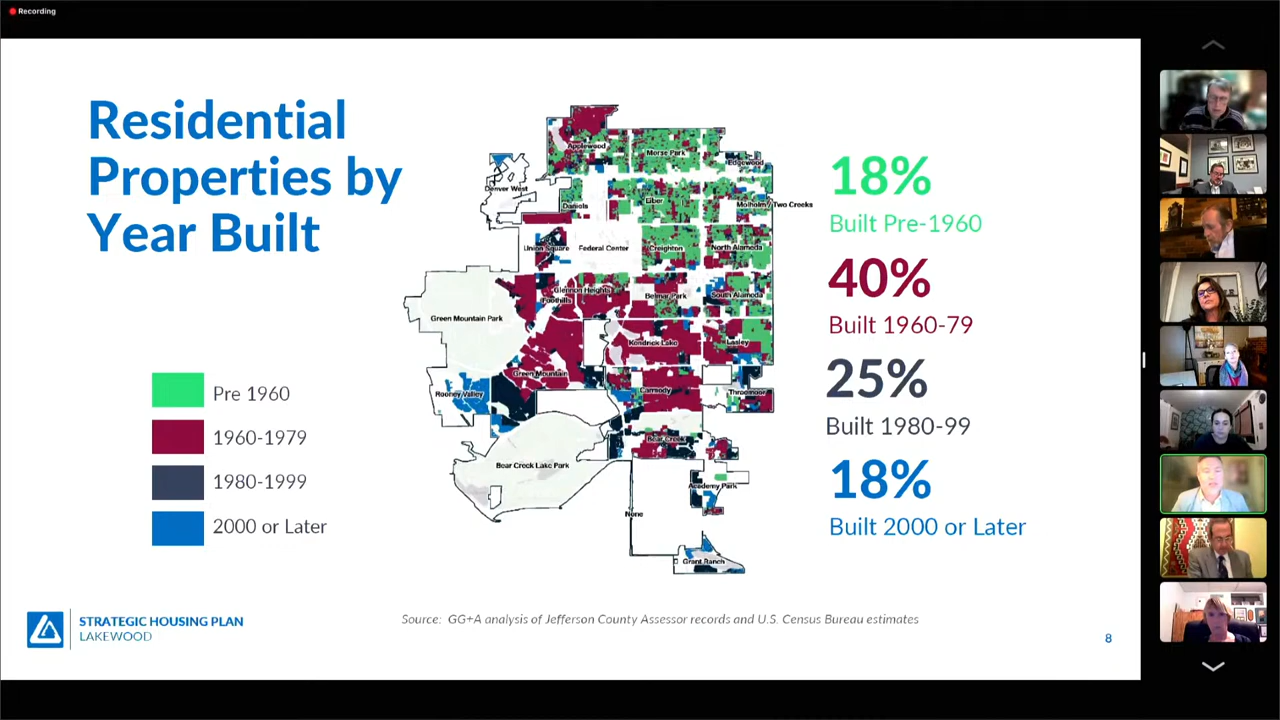 Recording
Residential
Properties by
Year Built
Applewood
Morse Park
Edgewood
Denver West
Daniels
Eiber
Molholm/Two Creeks
Union Square
Federal Center
Creighton
North Alameda
Glennon Heights
Foothills
Belmar Park
South Alameda
Green Mountain Park
Kendrick Lake
Lasley
Green Mountain
Rooney Valley
Carmody
Thraemoor
Bear Creek
Bear Creek Lake Park
Academy Park
None
Grant Ranch
18%
Built Pre-1960
40%
Built 1960-79
25%
Built 1980-99
18%
Built 2000 or Later
Pre 1960
1960-1979
1980-1999
2000 or Later
STRATEGIC HOUSING PLAN
LAKEWOOD
Source: GG+A analysis of Jefferson County Assessor records and U.S. Census Bureau estimates
8